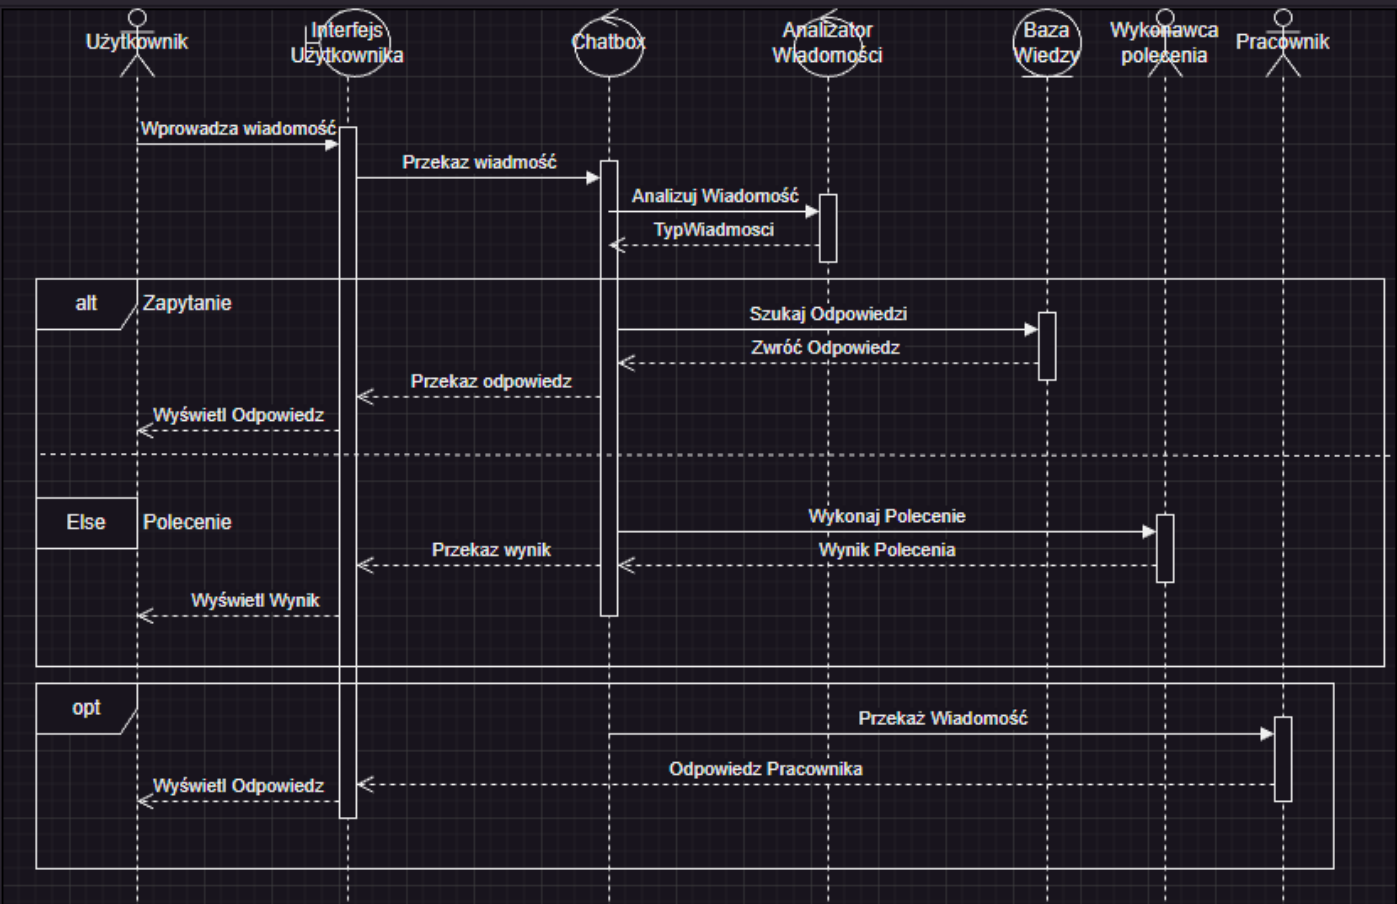 Użytkownik
Interfejs
Użytkownika
Chatbox
Analizator
Wiadomości
Baza
Wiedzy
Wykonawca
polecenia
Pracownik
Wprowadza wiadomość
Przekaz wiadmość
Analizuj Wiadomość
TypWiadmosci
alt
Zapytanie
Szukaj Odpowiedzi
Zwróć Odpowiedz
Przekaz odpowiedz
Wyświetl Odpowiedz
Else
Polecenie
Wykonaj Polecenie
Przekaz wynik
Wynik Polecenia
Wyświetl Wynik
opt
Przekaż Wiadomość
Odpowiedz Pracownika
Wyświetl Odpowiedz